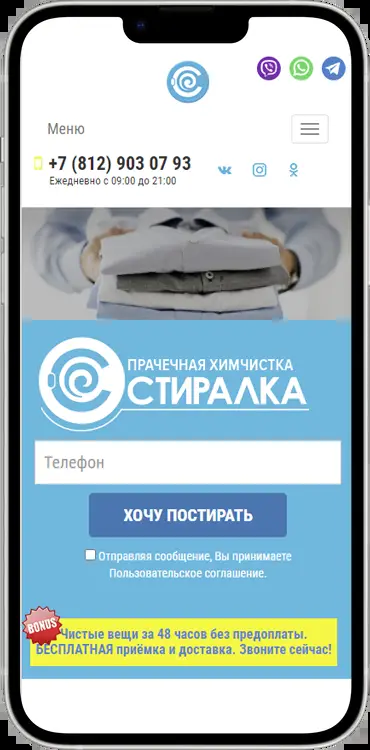 Меню
+7 (812) 903 07 93
Ежедневно с 09:00 до 21:00
ПРАЧЕЧНАЯ ХИМЧИСТКА
СТИРАЛКА
Телефон
ХОЧУ ПОСТИРАТЬ
Отправляя сообщение, Вы принимаете
Пользовательское соглашение.
BONUS
Чистые вещи за 48 часов без предоплаты.
БЕСПЛАТНАЯ приёмка и доставка. Звоните сейчас!